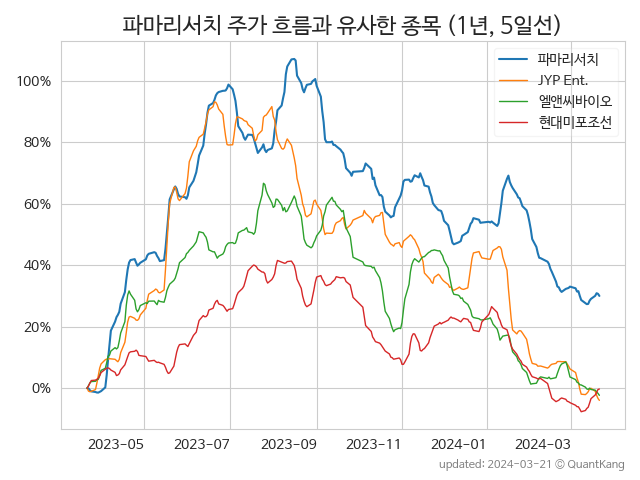 파마리서치 주가 흐름과 유사한 종목 (1년, 5일선)
파마리서치
JYP Ent.
엘앤씨바이오
현대미포조선
100%
80%
60%
40%
20%
0%
2023-05 2023-07 2023-09 2023-11 2024-01 2024-03
updated: 2024-03-21 © QuantKang